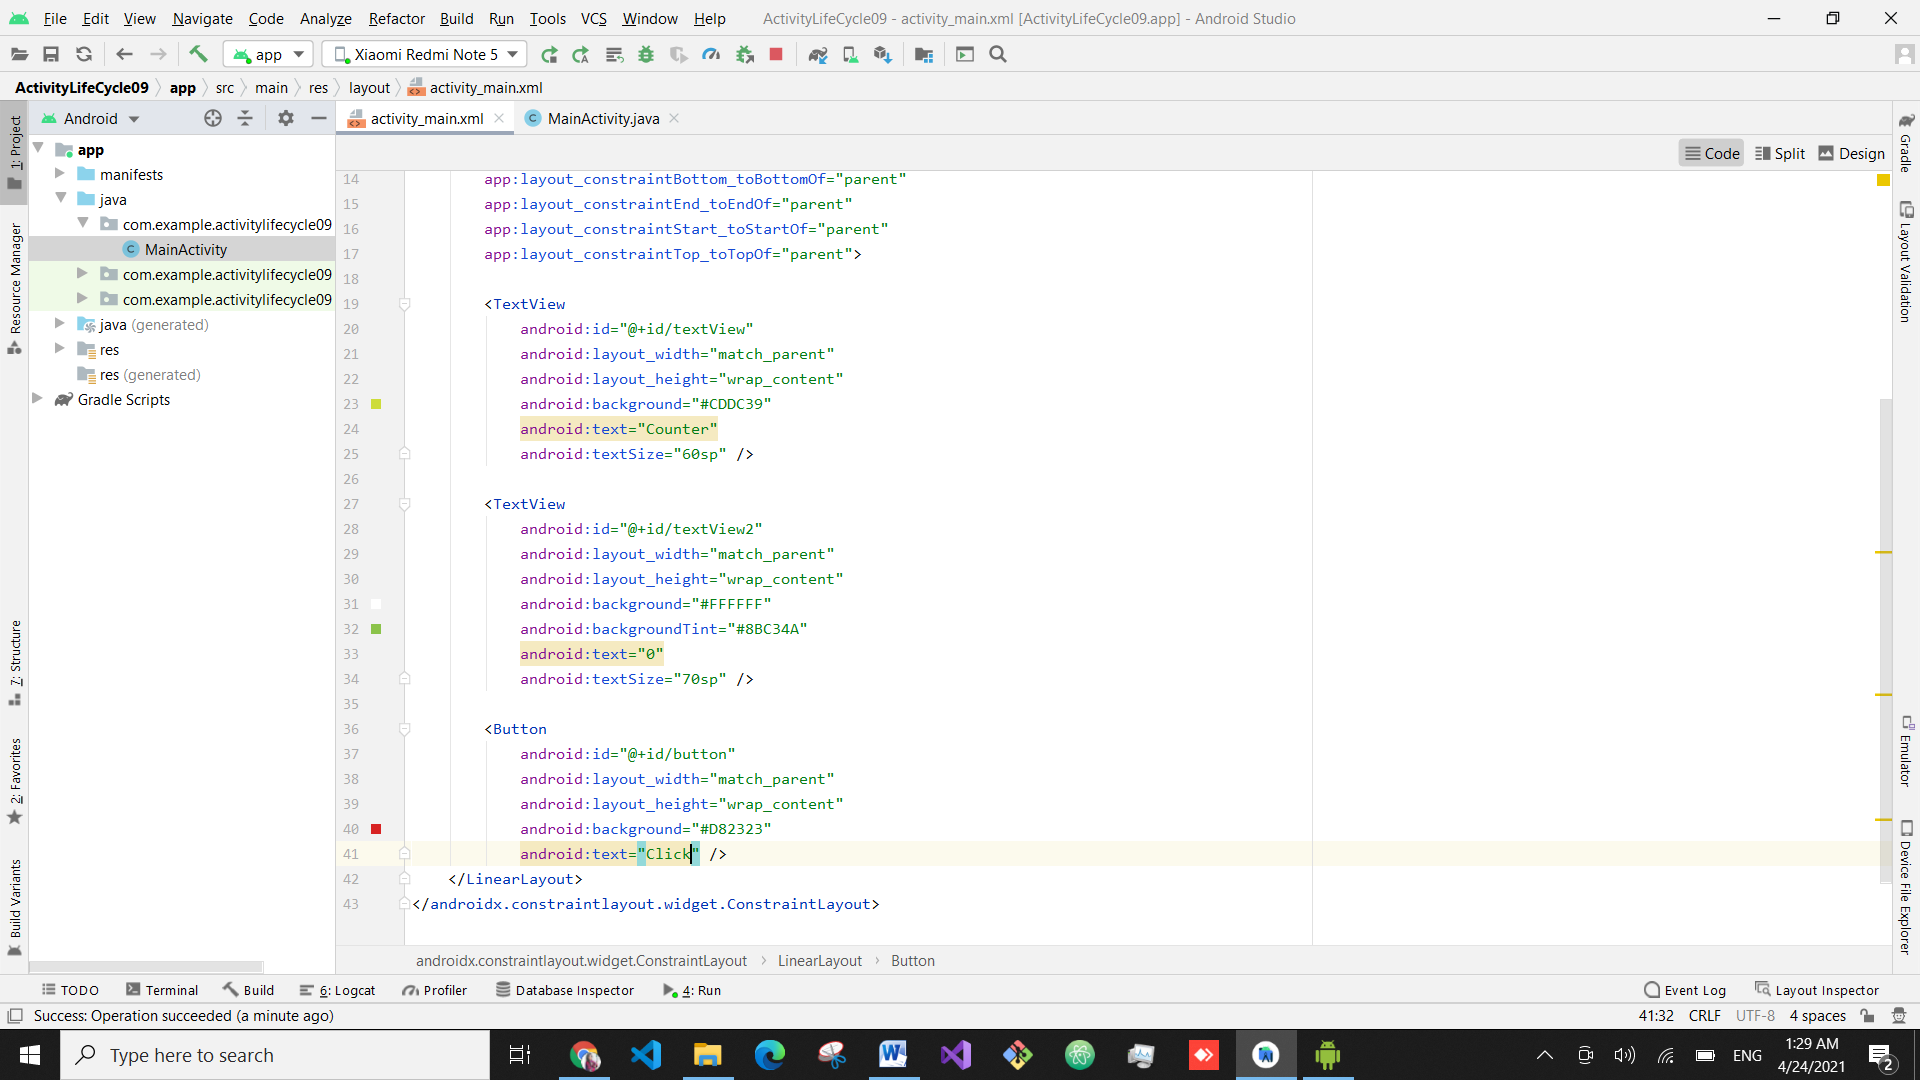 File Edit View Navigate Code Analyze Refactor Build Run Tools VCS Window Help ActivityLifeCycle09 - activity_main.xml [ActivityLifeCycle09.app] - Android Studio
app Xiaomi Redmi Note 5
ActivityLifeCycle09 app src main res layout activity_main.xml
Android
activity_main.xml MainActivity.java
Code Split Design
1: Project
Resource Manager
7: Structure
2: Favorites
Build Variants
app
manifests
java
com.example.activitylifecycle09
MainActivity
com.example.activitylifecycle09
com.example.activitylifecycle09
java (generated)
res
res (generated)
Gradle Scripts
14 app:layout_constraintBottom_toBottomOf="parent"
15 app:layout_constraintEnd_toEndOf="parent"
16 app:layout_constraintStart_toStartOf="parent"
17 app:layout_constraintTop_toTopOf="parent">
18
19 <TextView
20 android:id="@+id/textView"
21 android:layout_width="match_parent"
22 android:layout_height="wrap_content"
23 android:background="#CDDC39"
24 android:text="Counter"
25 android:textSize="60sp" />
26
27 <TextView
28 android:id="@+id/textView2"
29 android:layout_width="match_parent"
30 android:layout_height="wrap_content"
31 android:background="#FFFFFF"
32 android:backgroundTint="#8BC34A"
33 android:text="0"
34 android:textSize="70sp" />
35
36 <Button
37 android:id="@+id/button"
38 android:layout_width="match_parent"
39 android:layout_height="wrap_content"
40 android:background="#D82323"
41 android:text="Click" />
42 </LinearLayout>
43 </androidx.constraintlayout.widget.ConstraintLayout>
androidx.constraintlayout.widget.ConstraintLayout LinearLayout Button
Gradle
Layout Validation
Emulator
Device File Explorer
TODO Terminal Build 6: Logcat Profiler Database Inspector 4: Run Event Log Layout Inspector
Success: Operation succeeded (a minute ago) 41:32 CRLF UTF-8 4 spaces
Type here to search
ENG
1:29 AM
4/24/2021
2